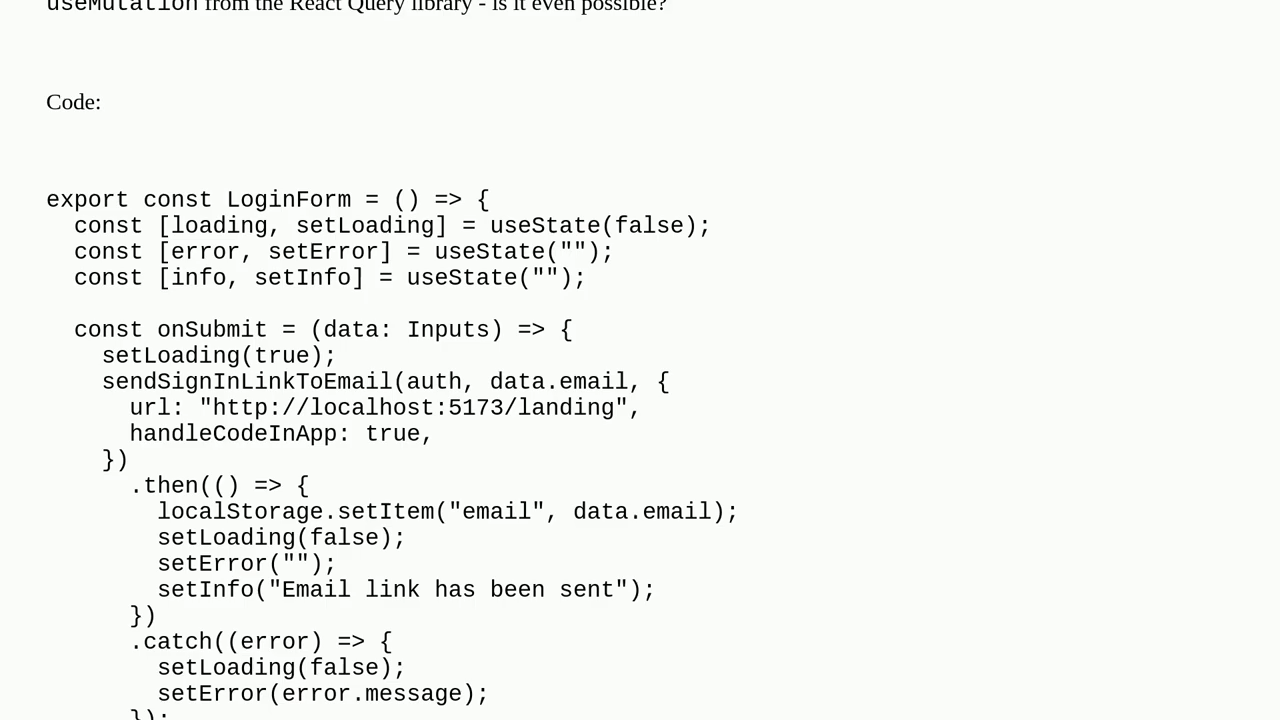 useMutation from the React Query library - is it even possible?
Code:
export const LoginForm = () => {
  const [loading, setLoading] = useState(false);
  const [error, setError] = useState("");
  const [info, setInfo] = useState("");
  const onSubmit = (data: Inputs) => {
    setLoading(true);
    sendSignInLinkToEmail(auth, data.email, {
      url: "http://localhost:5173/landing",
      handleCodeInApp: true,
    })
      .then(() => {
        localStorage.setItem("email", data.email);
        setLoading(false);
        setError("");
        setInfo("Email link has been sent");
      })
      .catch((error) => {
        setLoading(false);
        setError(error.message);
      });